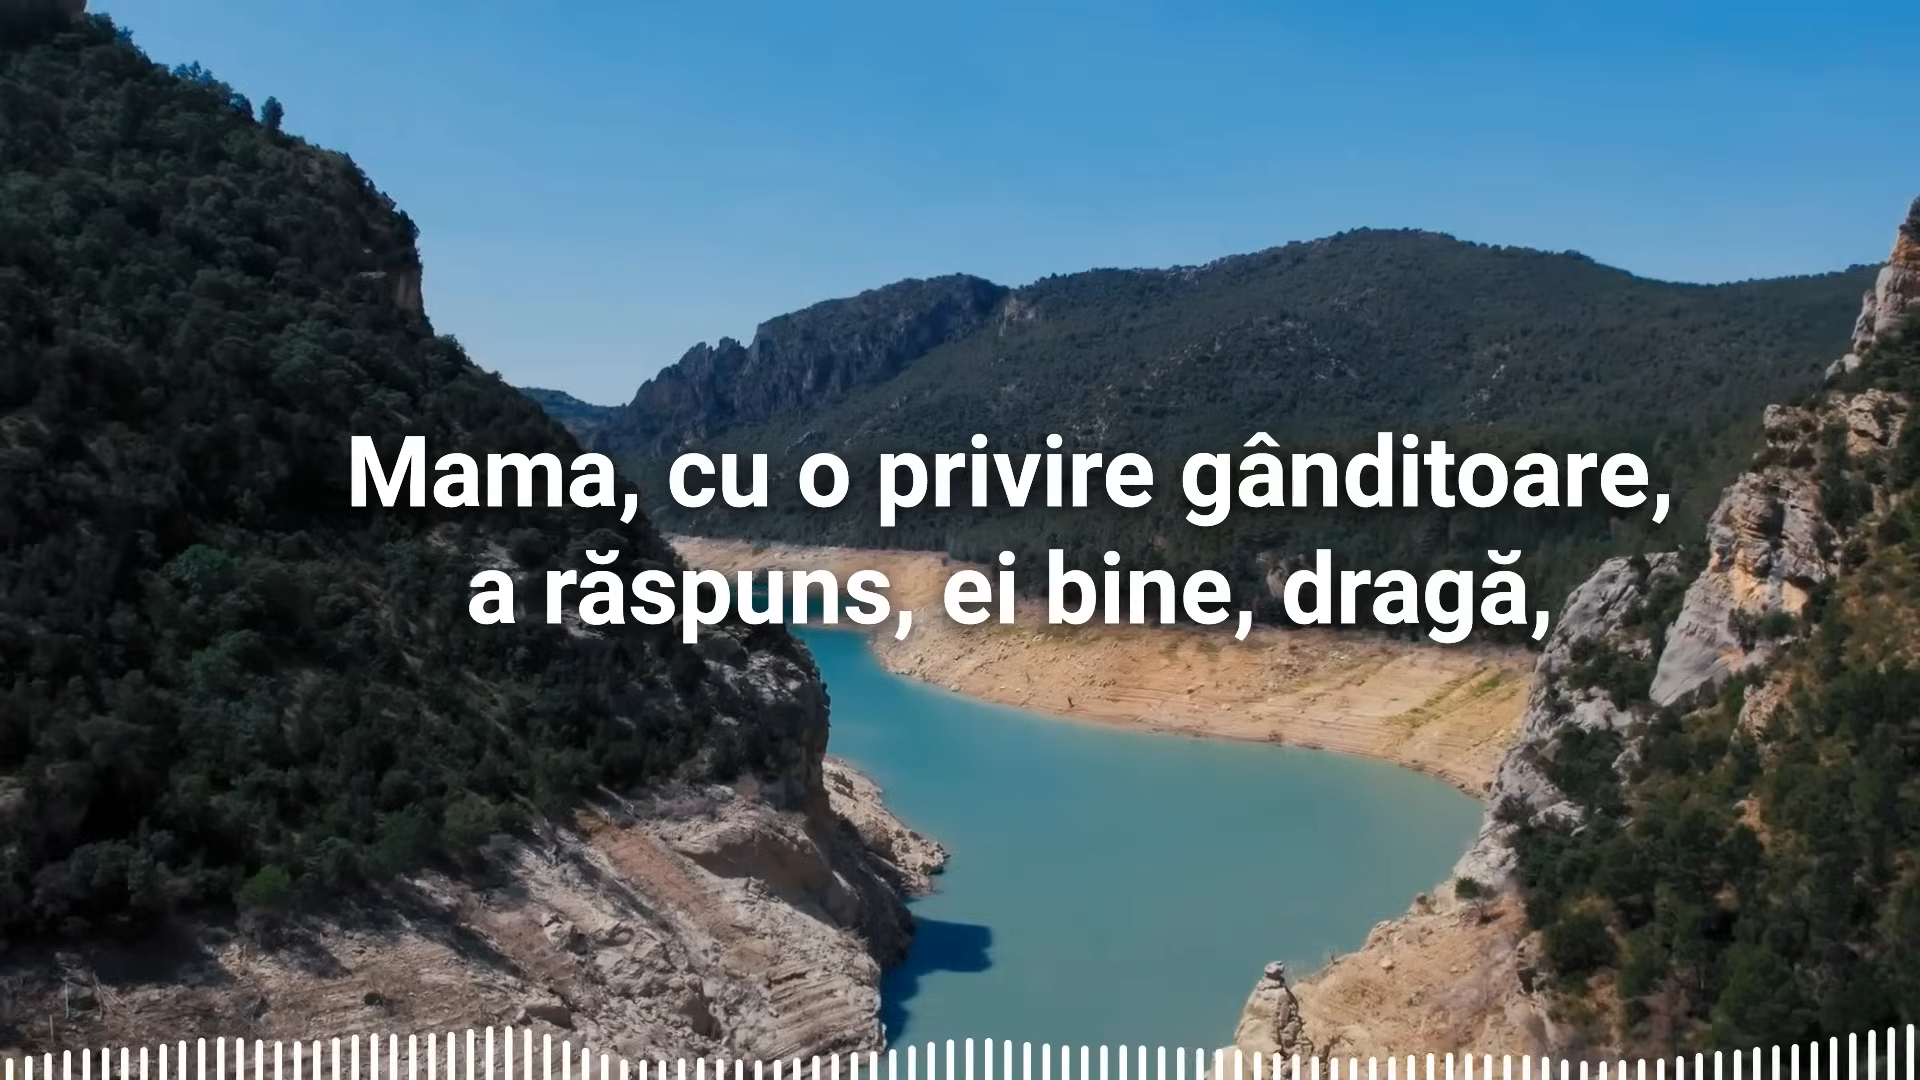 Mama, cu o privire gânditoare,
a răspuns, ei bine, dragă,